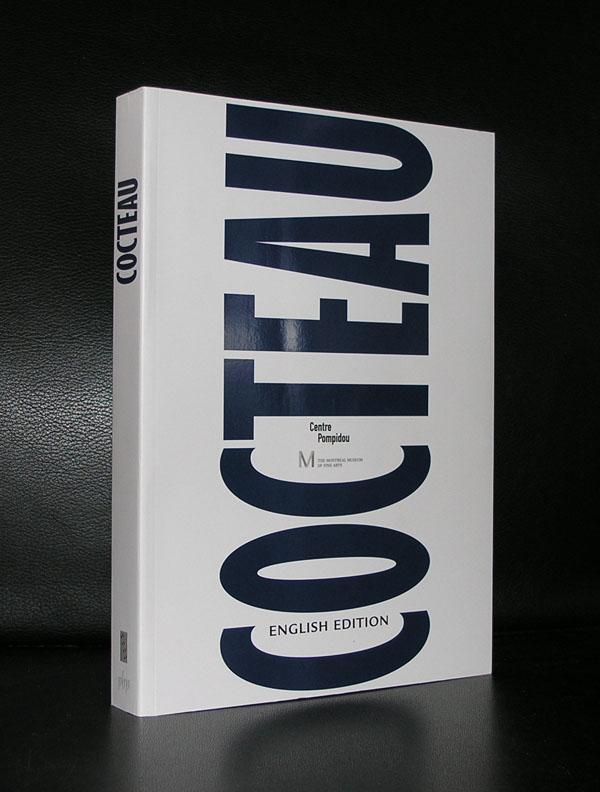 COCTEAU
COCTEAU
Centre
Pompidou
M THE MONTREAL MUSEUM
OF FINE ARTS
ENGLISH EDITION